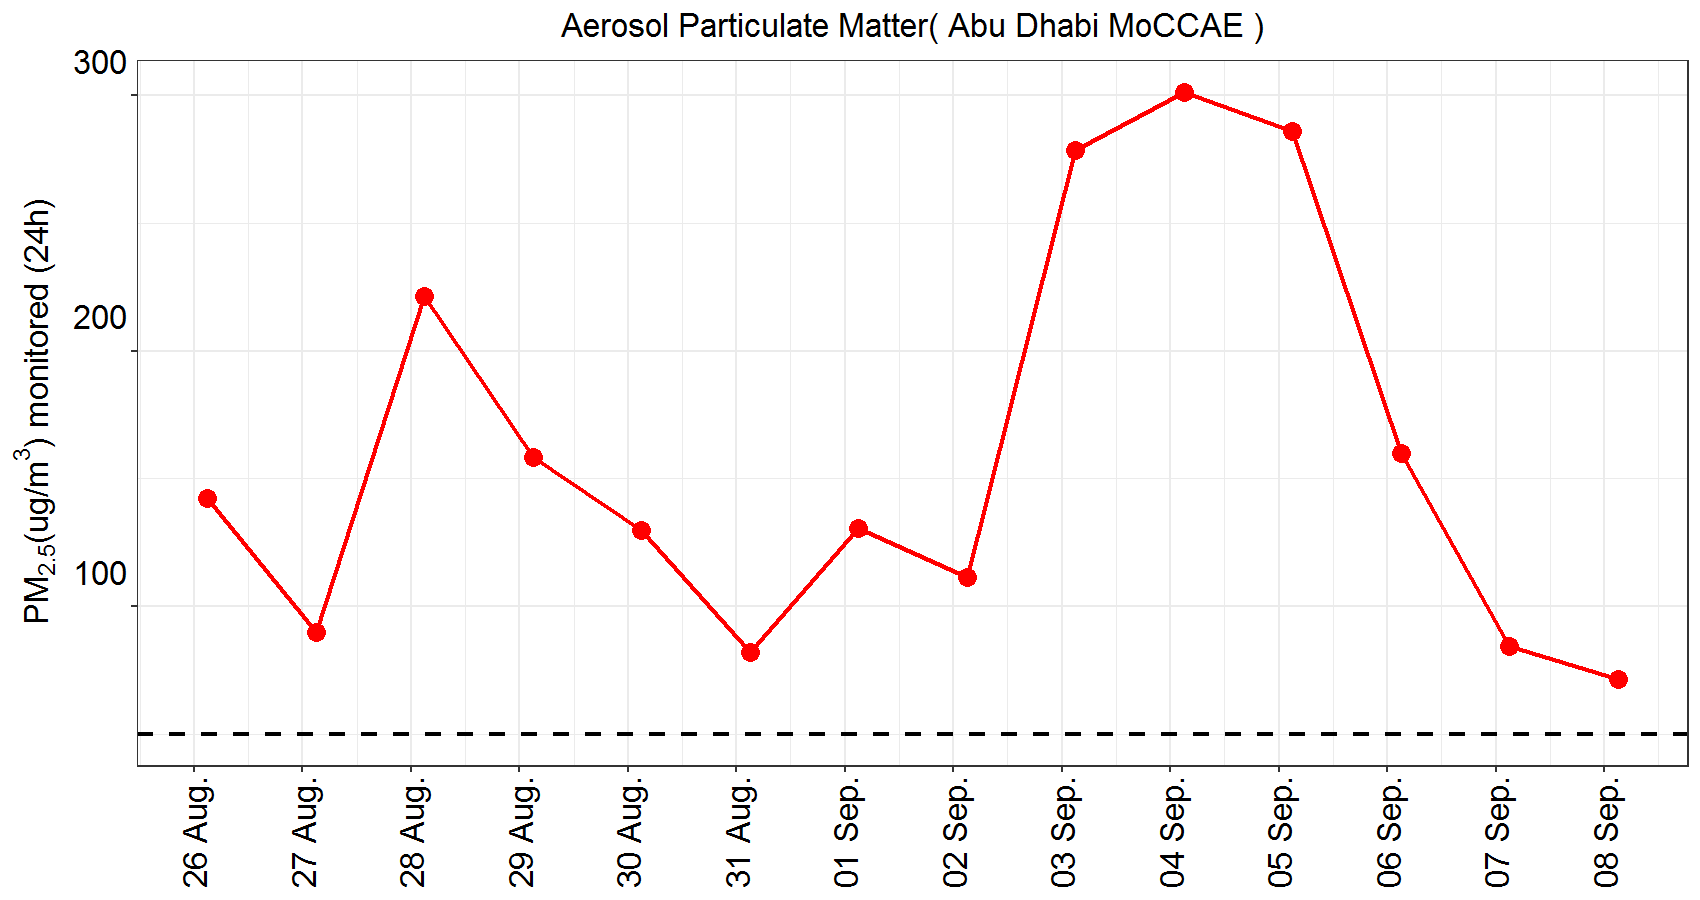 Aerosol Particulate Matter( Abu Dhabi MoCCAE )
PM2.5(ug/m3) monitored (24h)
300
200
100
26 Aug.
27 Aug.
28 Aug.
29 Aug.
30 Aug.
31 Aug.
01 Sep.
02 Sep.
03 Sep.
04 Sep.
05 Sep.
06 Sep.
07 Sep.
08 Sep.